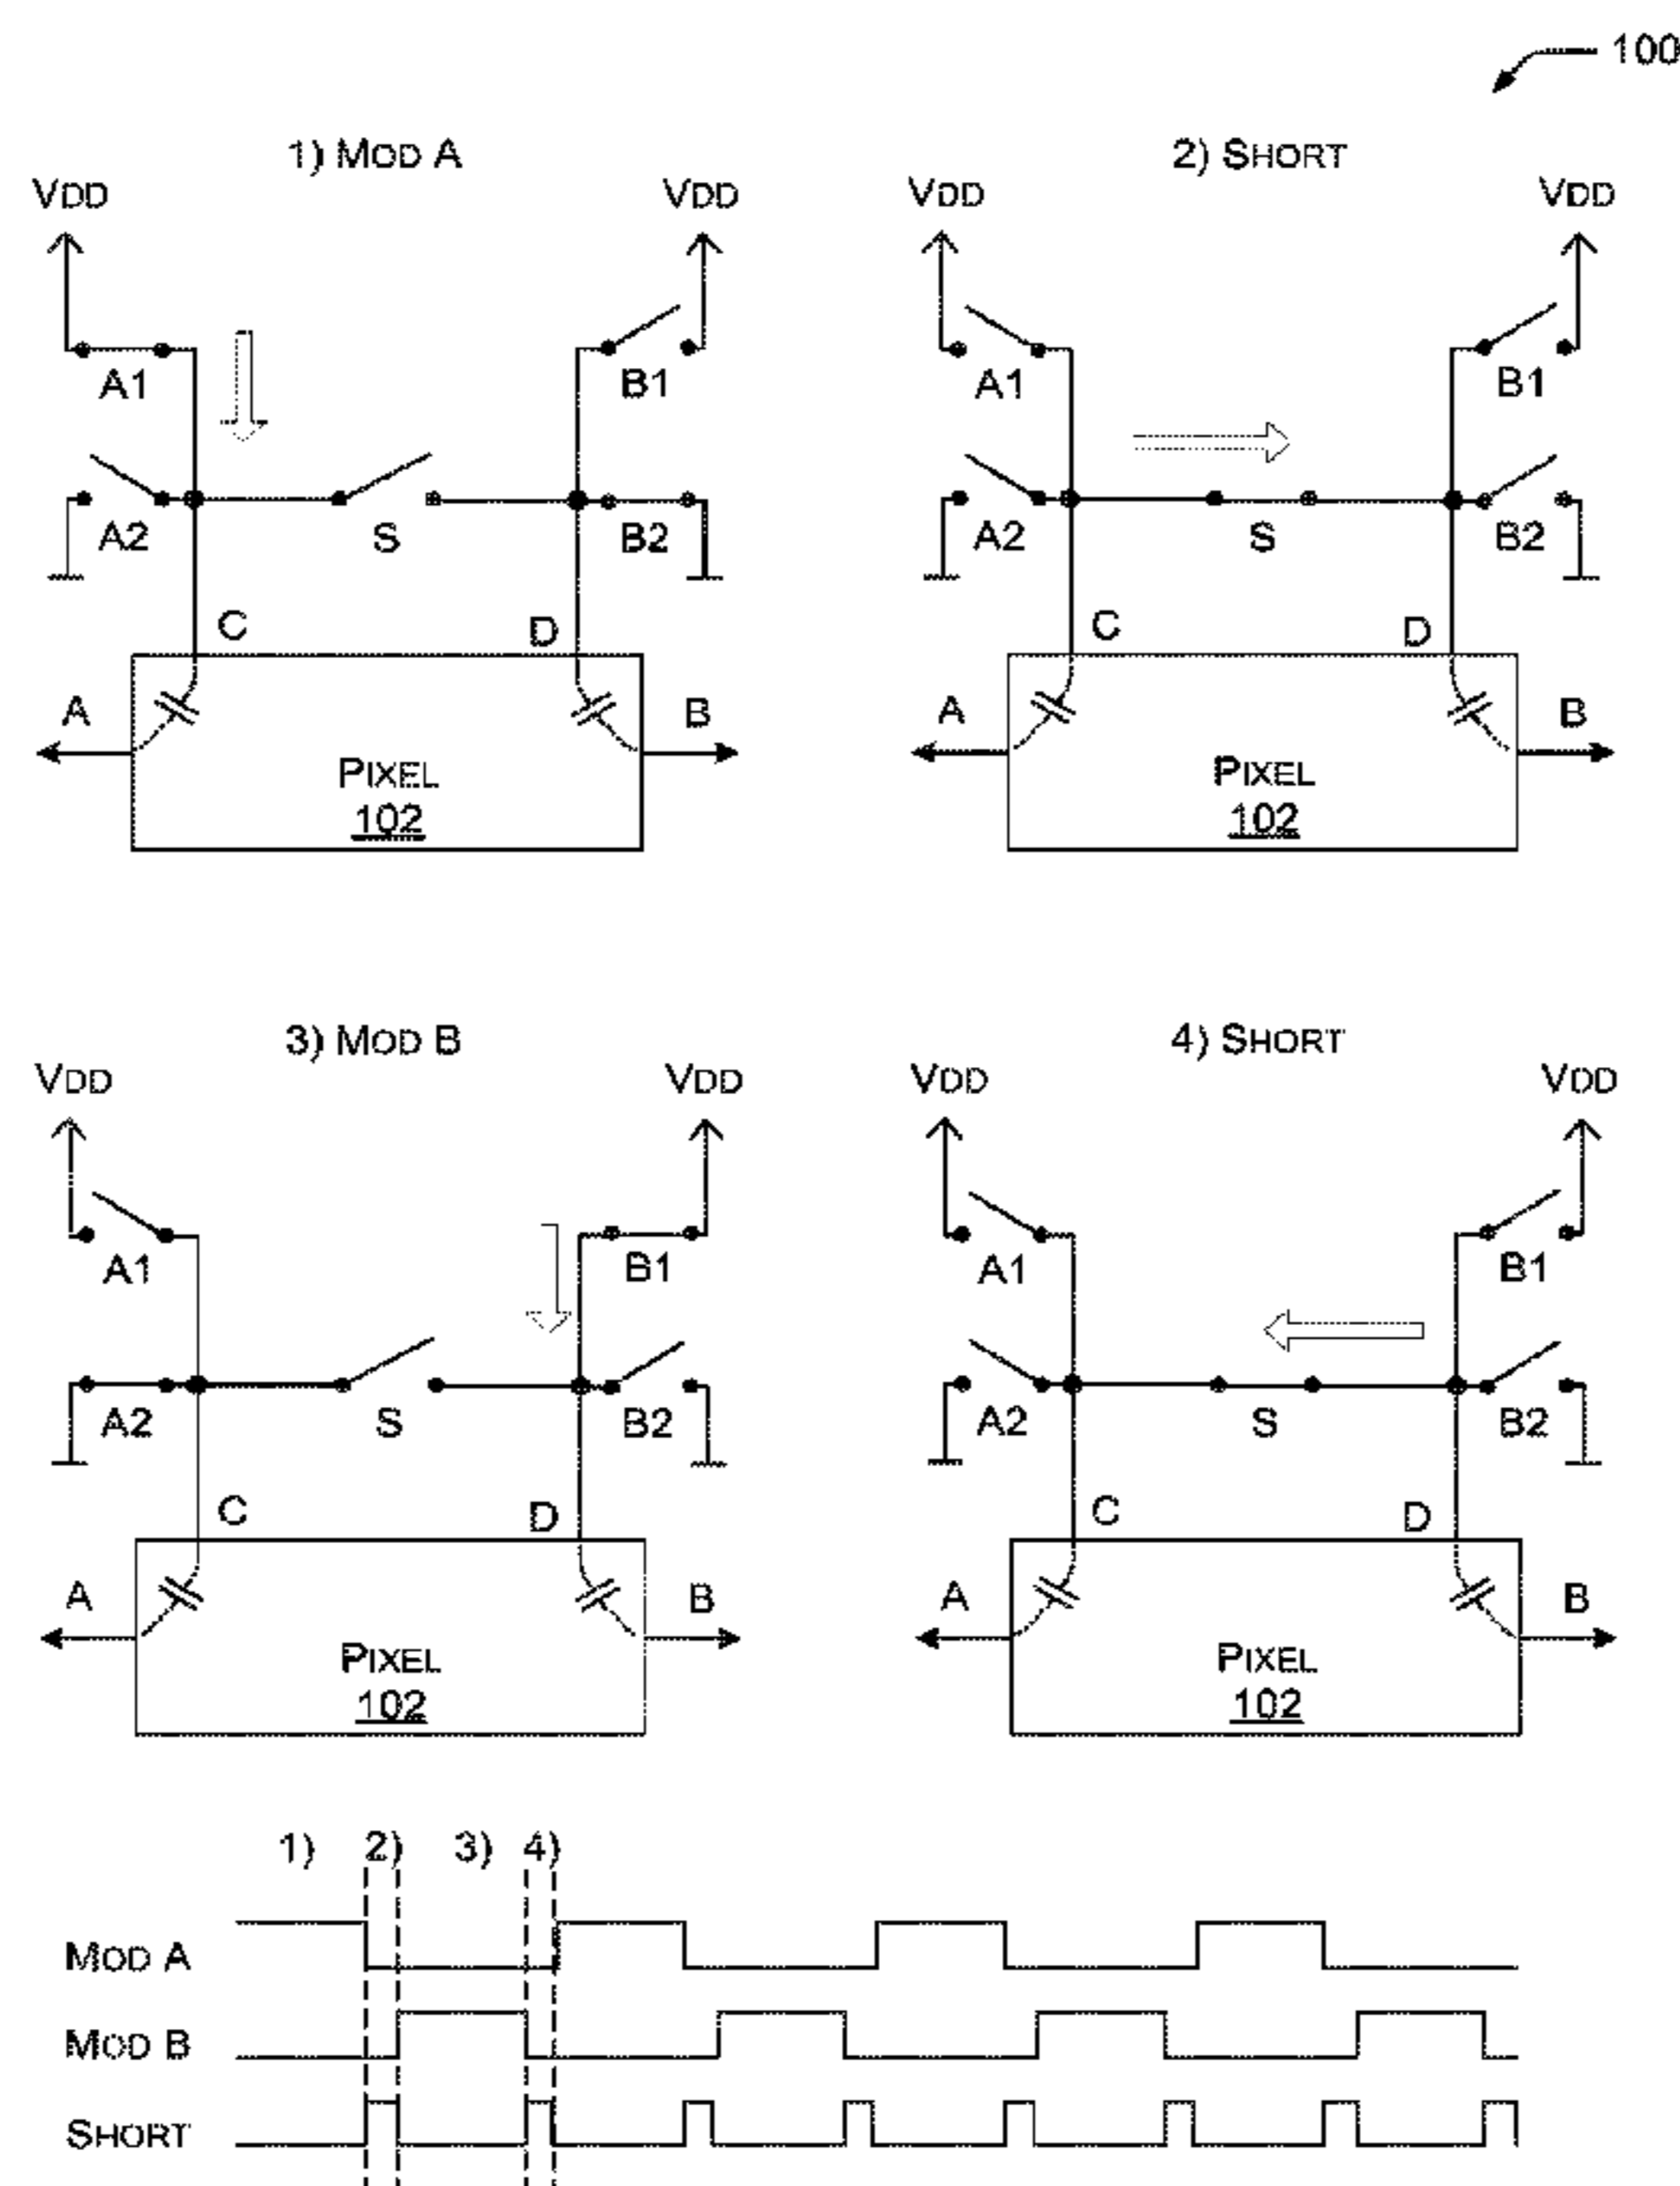 100
1) MOD A
2) SHORT
VDD
VDD
VDD
VDD
A1
B1
A1
B1
A2
S
B2
A2
S
B2
C
D
C
D
A
B
A
B
PIXEL
102
PIXEL
102
3) MOD B
4) SHORT
VDD
VDD
VDD
VDD
A1
B1
A1
B1
A2
S
B2
A2
S
B2
C
D
C
D
A
B
A
B
PIXEL
102
PIXEL
102
1) 2) 3) 4)
MOD A
MOD B
SHORT